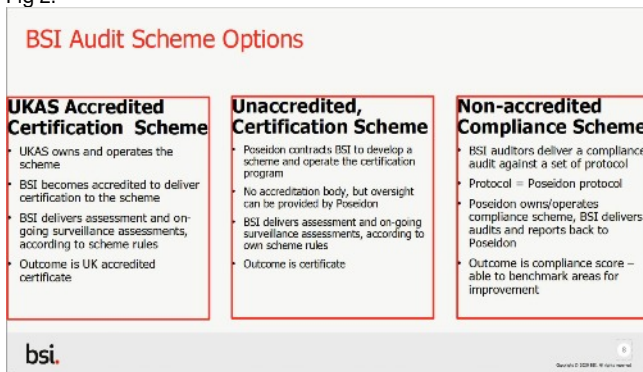 Fig 2.
BSI Audit Scheme Options
UKAS Accredited
Certification Scheme
• UKAS owns and operates the
scheme
• BSI becomes accredited to deliver
certification to the scheme
• BSI delivers assessment and on-
going surveillance assessments,
according to scheme rules
• Outcome is UK accredited
certificate
Unaccredited,
Certification Scheme
• Poseidon contracts BSI to develop a
scheme and operate the certification
program
• No accreditation body, but oversight
can be provided by Poseidon
• BSI delivers assessment and on-going
surveillance assessments, according to
own scheme rules
• Outcome is certificate
Non-accredited
Compliance Scheme
• BSI auditors deliver a compliance
audit against a set of protocol
• Protocol = Poseidon protocol
• Poseidon owns/operates
compliance scheme, BSI delivers
audits and reports back to
Poseidon
• Outcome is compliance score –
able to benchmark areas for
improvement
bsi.
6